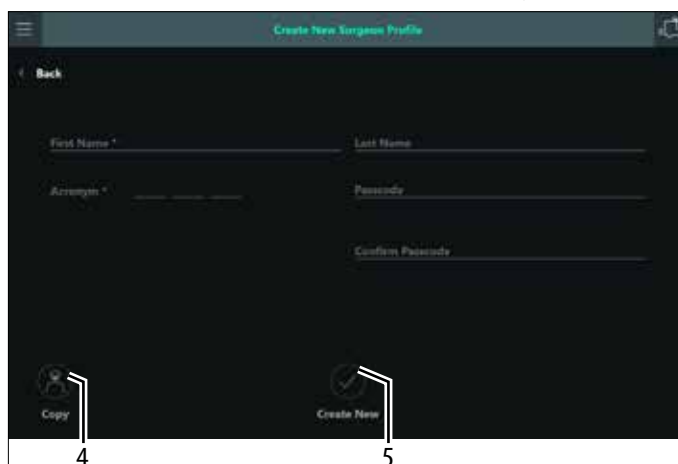 Create New Surgeon Profile
Back
First Name *
Last Name
Acronym *
Passcode
Confirm Passcode
Copy
Create New
4
5